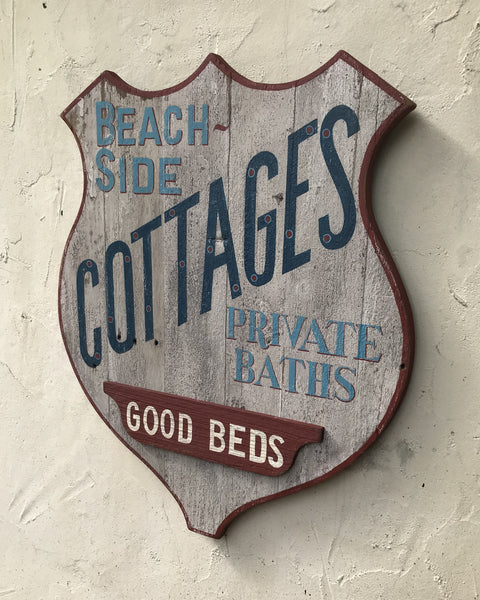 BEACH~
SIDE
COTTAGES
PRIVATE
BATHS
GOOD BEDS